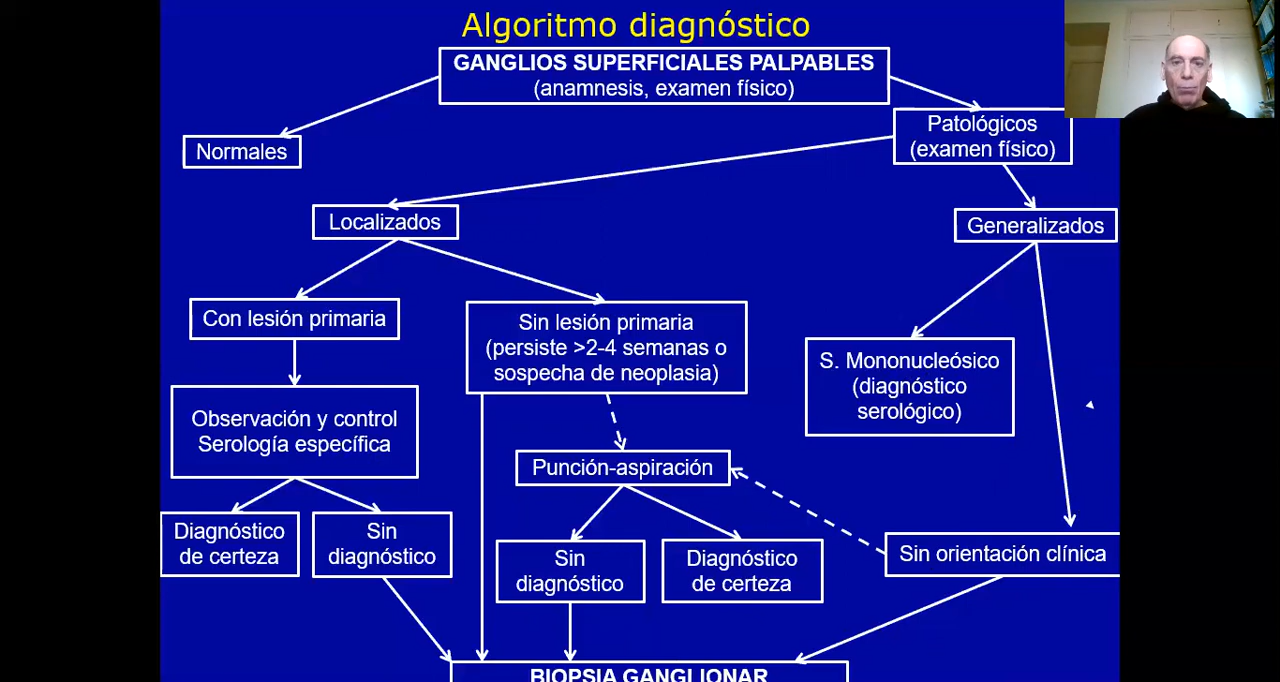 Algoritmo diagnóstico
GANGLIOS SUPERFICIALES PALPABLES
(anamnesis, examen físico)
Normales
Patológicos
(examen físico)
Localizados
Generalizados
Con lesión primaria
Sin lesión primaria
(persiste >2-4 semanas o
sospecha de neoplasia)
S. Mononucleósico
(diagnóstico
serológico)
Observación y control
Serología específica
Punción-aspiración
Diagnóstico
de certeza
Sin
diagnóstico
Sin
diagnóstico
Diagnóstico
de certeza
Sin orientación clínica
BIOPSIA GANGLIONAR